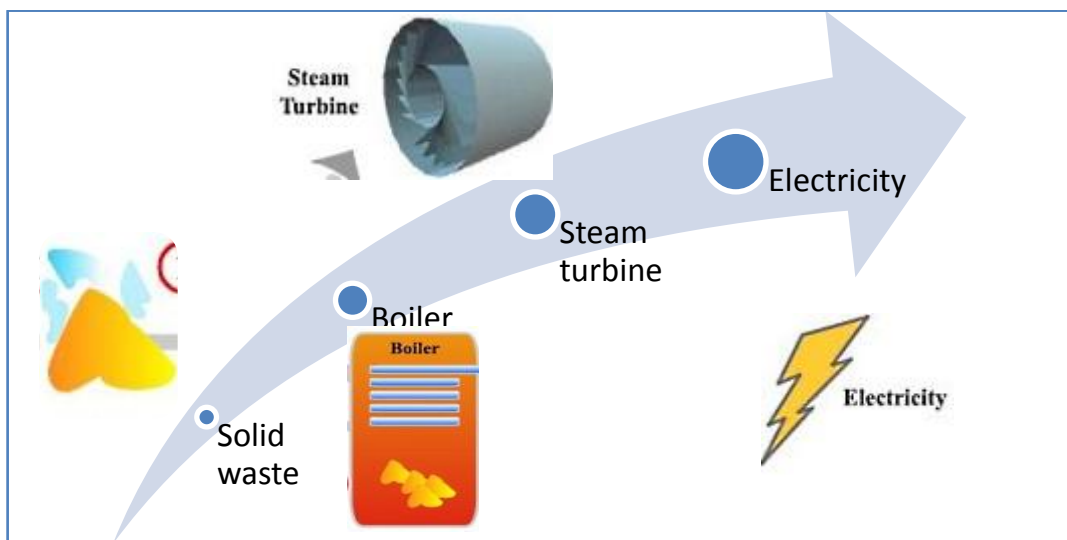 Steam
Turbine
Electricity
Steam
turbine
Boiler
Boiler
Solid
waste
Electricity